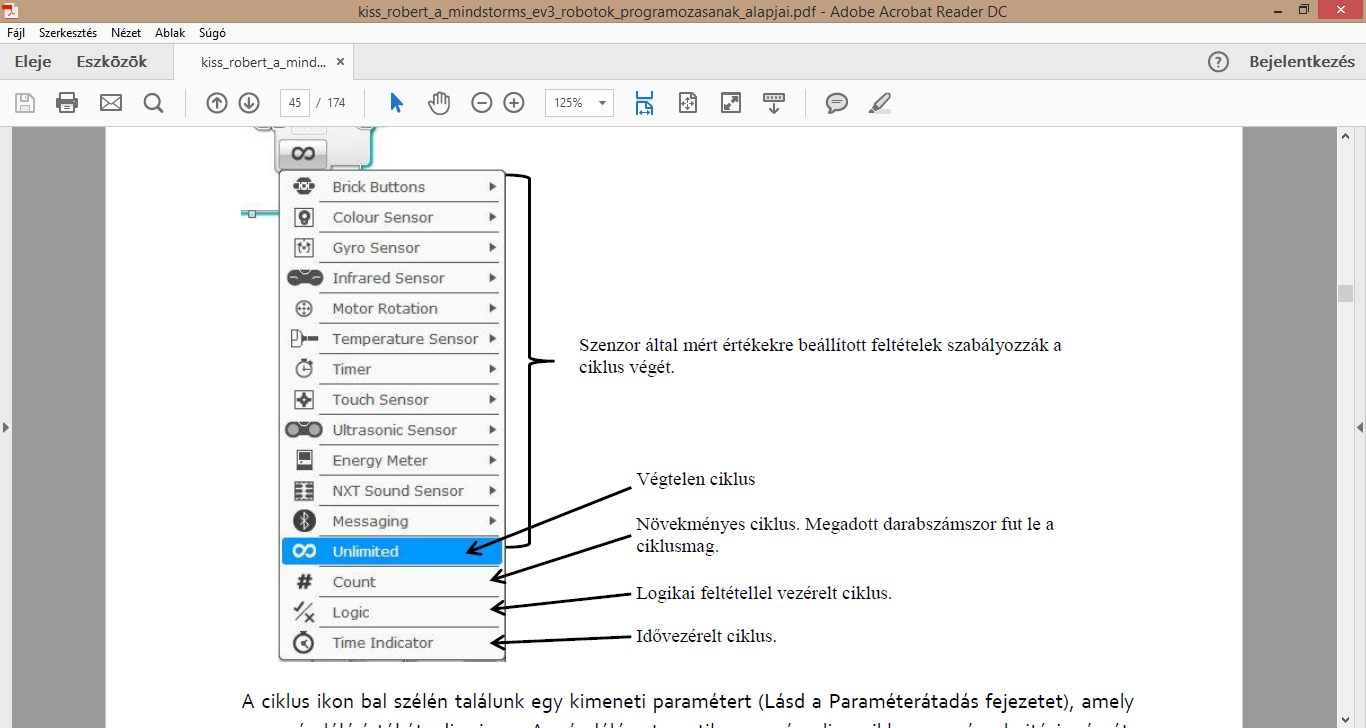 kiss_robert_a_mindstorms_ev3_robotok_programozasanak_alapjai.pdf - Adobe Acrobat Reader DC
Fájl Szerkesztés Nézet Ablak Súgó
Eleje Eszközök kiss_robert_a_mind... × ? Bejelentkezés
45 / 174 125%
Brick Buttons
Colour Sensor
Gyro Sensor
Infrared Sensor
Motor Rotation
Temperature Sensor
Timer
Touch Sensor
Ultrasonic Sensor
Energy Meter
NXT Sound Sensor
Messaging
Unlimited
Count
Logic
Time Indicator
Szenzor által mért értékekre beállított feltételek szabályozzák a
ciklus végét.
Végtelen ciklus
Növekményes ciklus. Megadott darabszámszor fut le a
ciklusmag.
Logikai feltétellel vezérelt ciklus.
Idővezérelt ciklus.
A ciklus ikon bal szélén találunk egy kimeneti paramétert (Lásd a Paraméterátadás fejezetet), amely